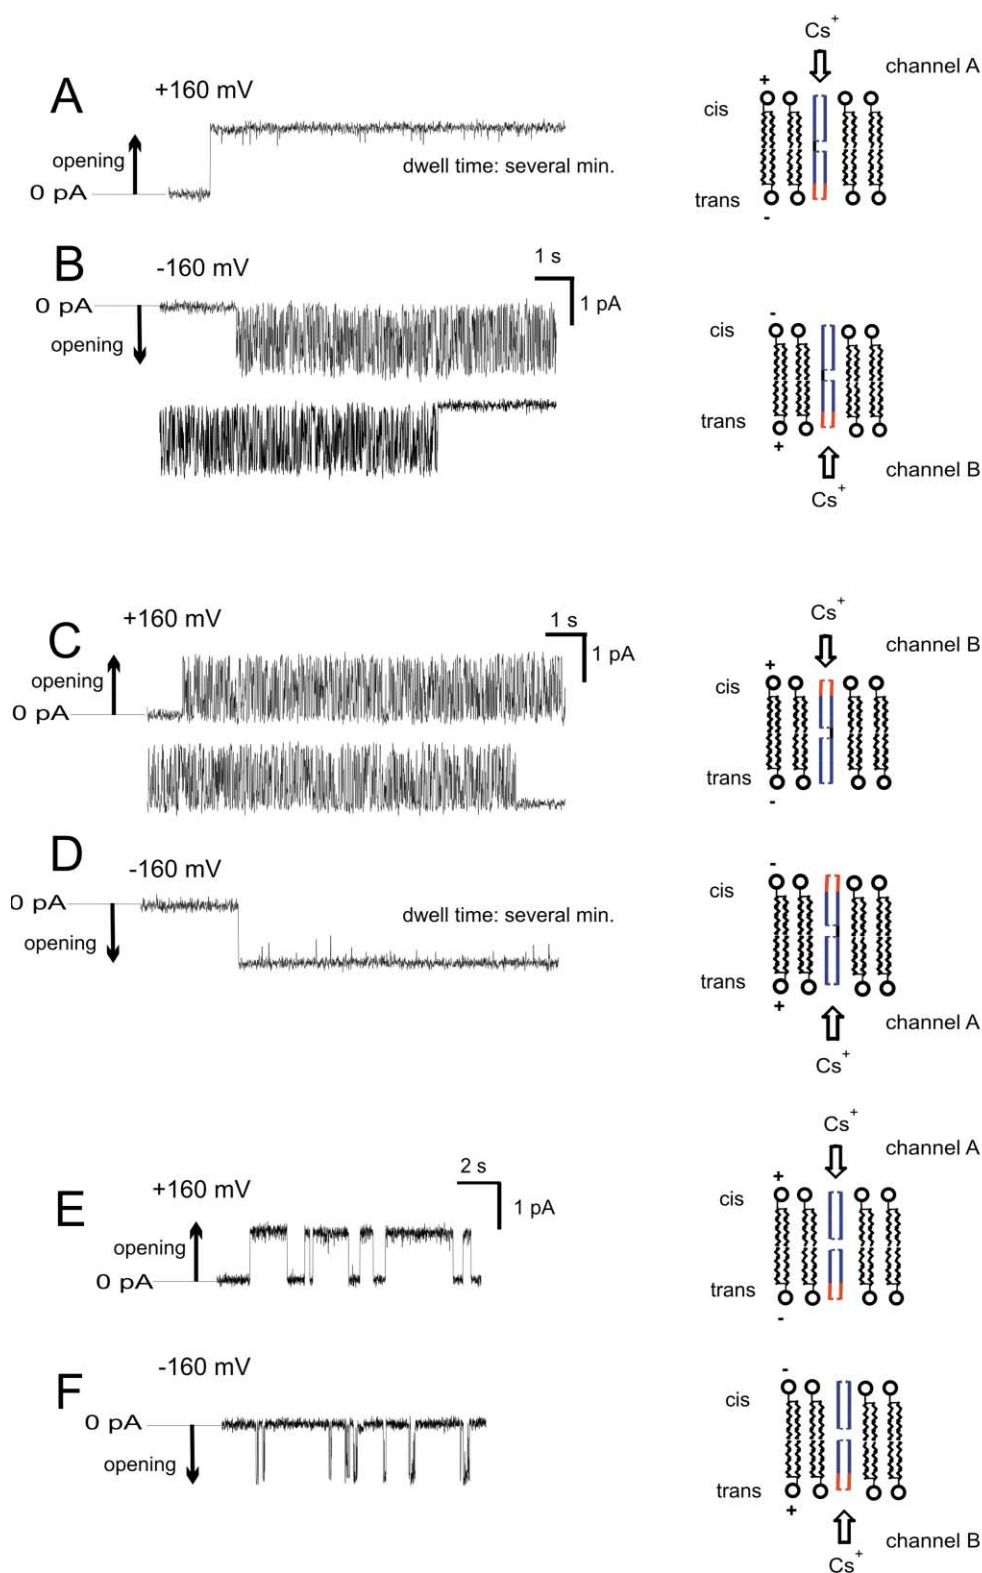 Cs+
channel A
A
+160 mV
+
cis
opening
dwell time: several min.
0 pA
trans
-
B
-160 mV
1 s
0 pA
1 pA
-
cis
opening
trans
+
channel B
Cs+
C
+160 mV
1 s
1 pA
Cs+
channel B
opening
+
cis
0 pA
trans
-
D
-160 mV
-
0 pA
cis
dwell time: several min.
opening
trans
+
channel A
Cs+
Cs+
channel A
2 s
1 pA
E
+160 mV
+
cis
opening
0 pA
trans
-
F
-160 mV
-
cis
0 pA
opening
trans
+
channel B
Cs+